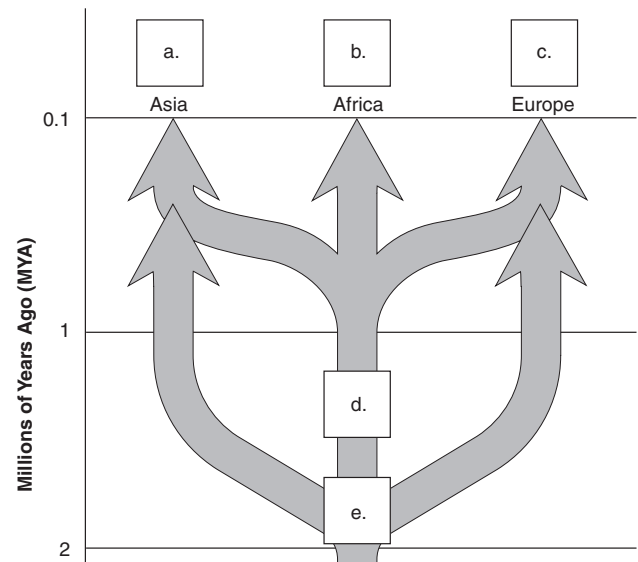 a.
b.
c.
Asia
Africa
Europe
0.1
Millions of Years Ago (MYA)
1
d.
e.
2